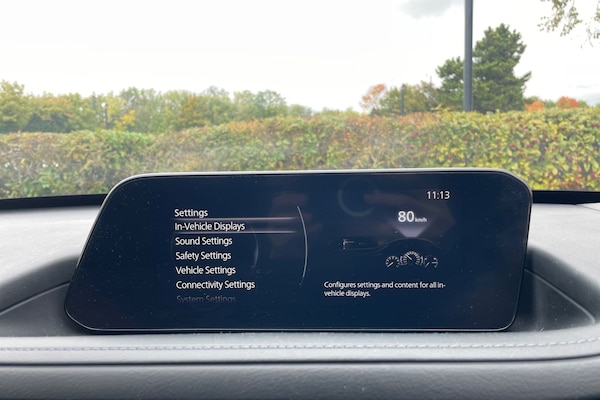 11:13
Settings
In-Vehicle Displays
Sound Settings
Safety Settings
Vehicle Settings
Connectivity Settings
System Settings
80 km/h
Configures settings and content for all in-
vehicle displays.